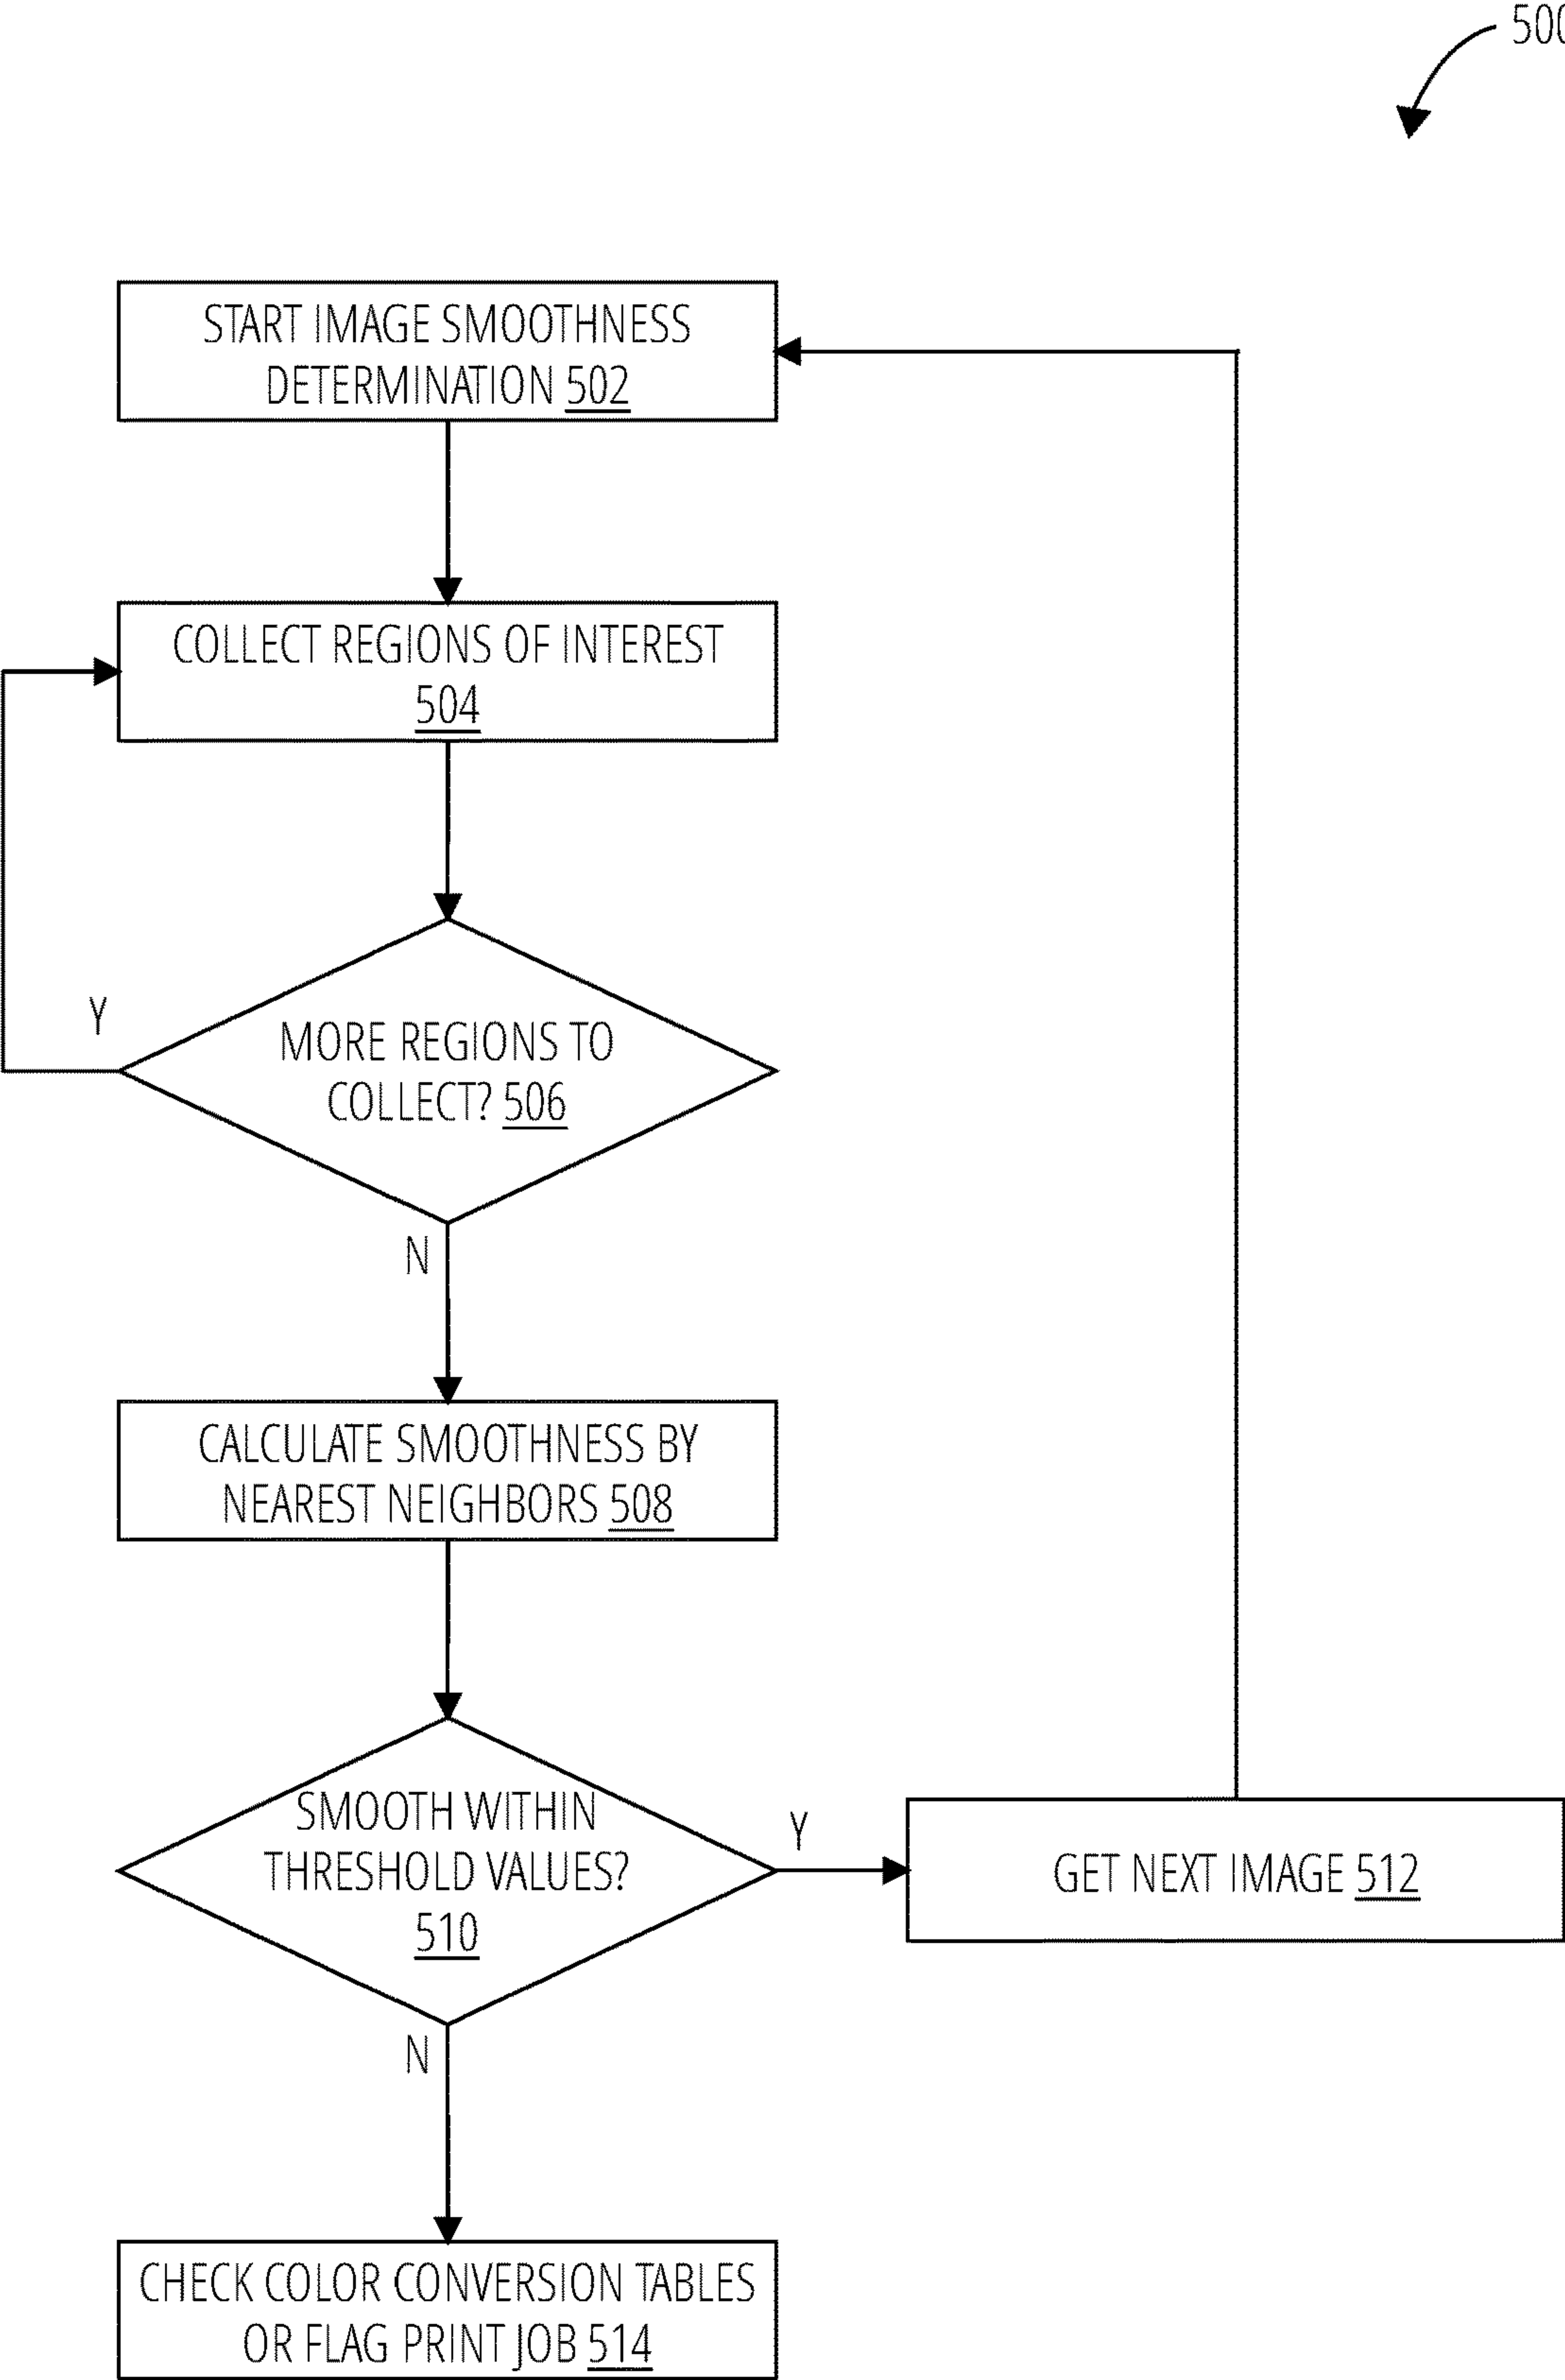 500
START IMAGE SMOOTHNESS
DETERMINATION 502
COLLECT REGIONS OF INTEREST
504
Y
MORE REGIONS TO
COLLECT? 506
N
CALCULATE SMOOTHNESS BY
NEAREST NEIGHBORS 508
SMOOTH WITHIN
THRESHOLD VALUES?
510
Y
GET NEXT IMAGE 512
N
CHECK COLOR CONVERSION TABLES
OR FLAG PRINT JOB 514